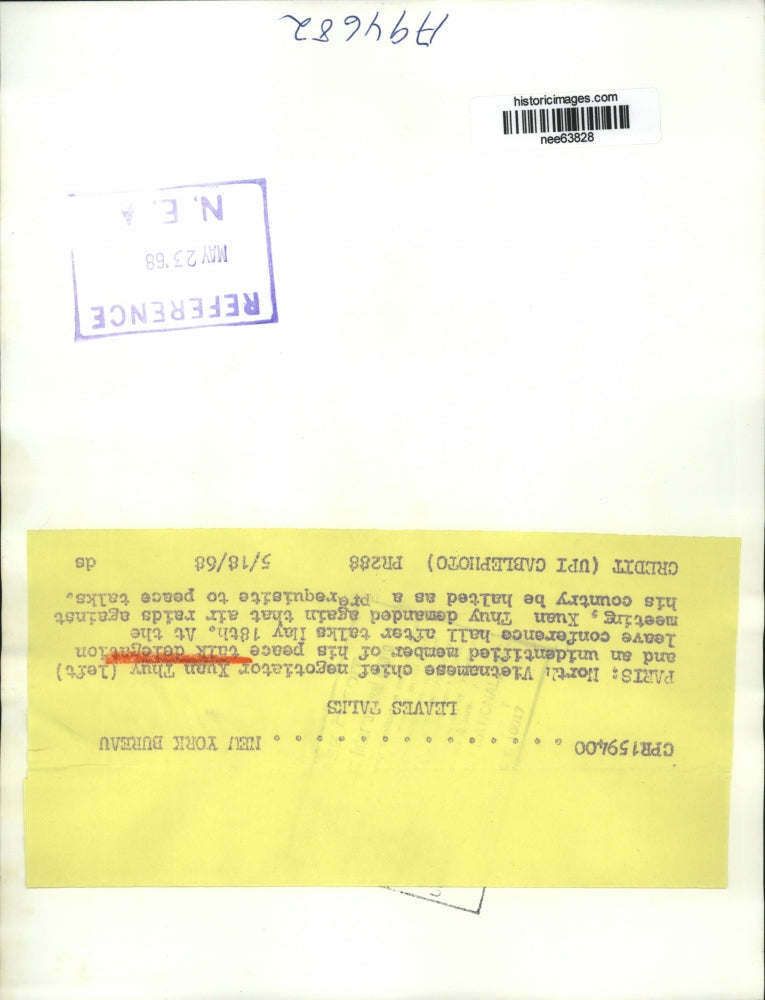 A94682
historicimages.com
nee63828
REFERENCE
MAY 23 '68
N. E. A
CPR159400 . . . . . . . . . . . . . . . . NEW YORK BUREAU
LEAVES TALKS
PARIS: North Vietnamese chief negotiator Xuan Thuy (left)
and an unidentified member of his peace talk delegation
leave conference hall after talks May 18th. At the
meeting, Xuan Thuy demanded again that air raids against
his country be halted as a prerequisite to peace talks.
CREDIT (UPI CABLEPHOTO) PR288 5/18/68 ds